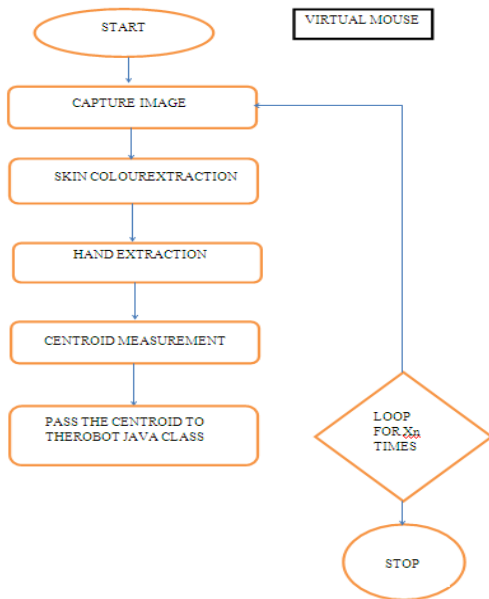 START
VIRTUAL MOUSE
CAPTURE IMAGE
SKIN COLOUREXTRACTION
HAND EXTRACTION
CENTROID MEASUREMENT
PASS THE CENTROID TO
THEROBOT JAVA CLASS
LOOP
FOR Xn
TIMES
STOP